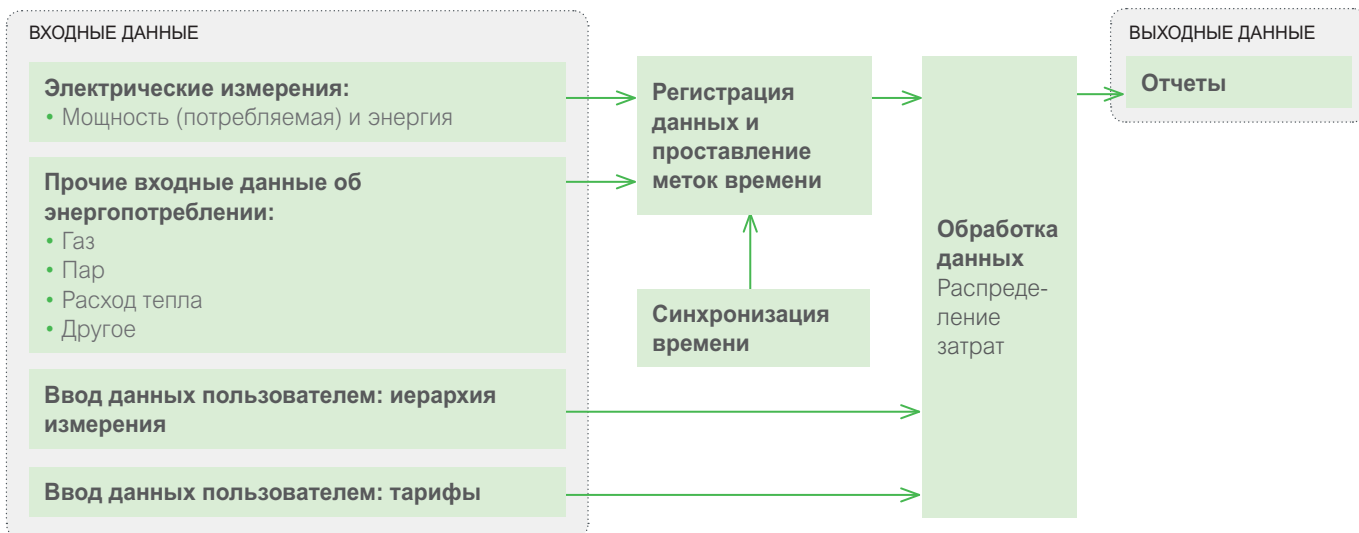 ВХОДНЫЕ ДАННЫЕ
Электрические измерения:
• Мощность (потребляемая) и энергия
Прочие входные данные об
энергопотреблении:
• Газ
• Пар
• Расход тепла
• Другое
Ввод данных пользователем: иерархия
измерения
Ввод данных пользователем: тарифы
Регистрация
данных и
проставление
меток времени
Синхронизация
времени
Обработка
данных
Распреде-
ление
затрат
ВЫХОДНЫЕ ДАННЫЕ
Отчеты